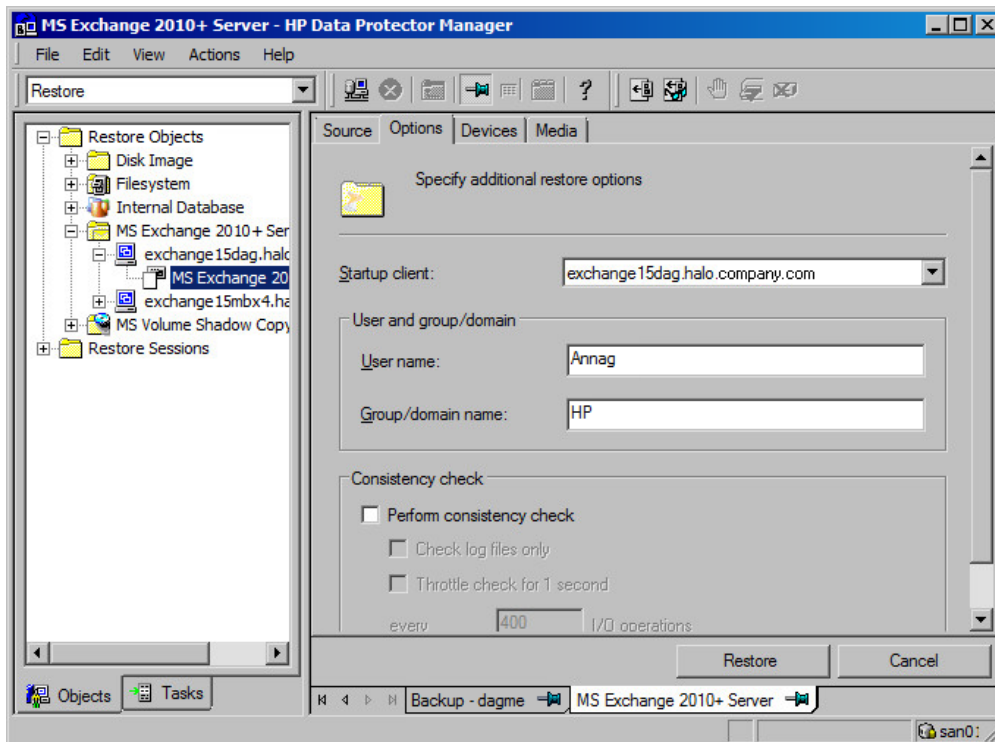 MS Exchange 2010+ Server - HP Data Protector Manager
File Edit View Actions Help
Restore
Restore Objects
Disk Image
Filesystem
Internal Database
MS Exchange 2010+ Ser
exchange15dag.halo
MS Exchange 20
exchange15mbx4.ha
MS Volume Shadow Copy
Restore Sessions
Objects Tasks
Source Options Devices Media
Specify additional restore options
Startup client: exchange15dag.halo.company.com
User and group/domain
User name: Annag
Group/domain name: HP
Consistency check
Perform consistency check
Check log files only
Throttle check for 1 second
every 400 I/O operations
Restore Cancel
Backup - dagme MS Exchange 2010+ Server
san01